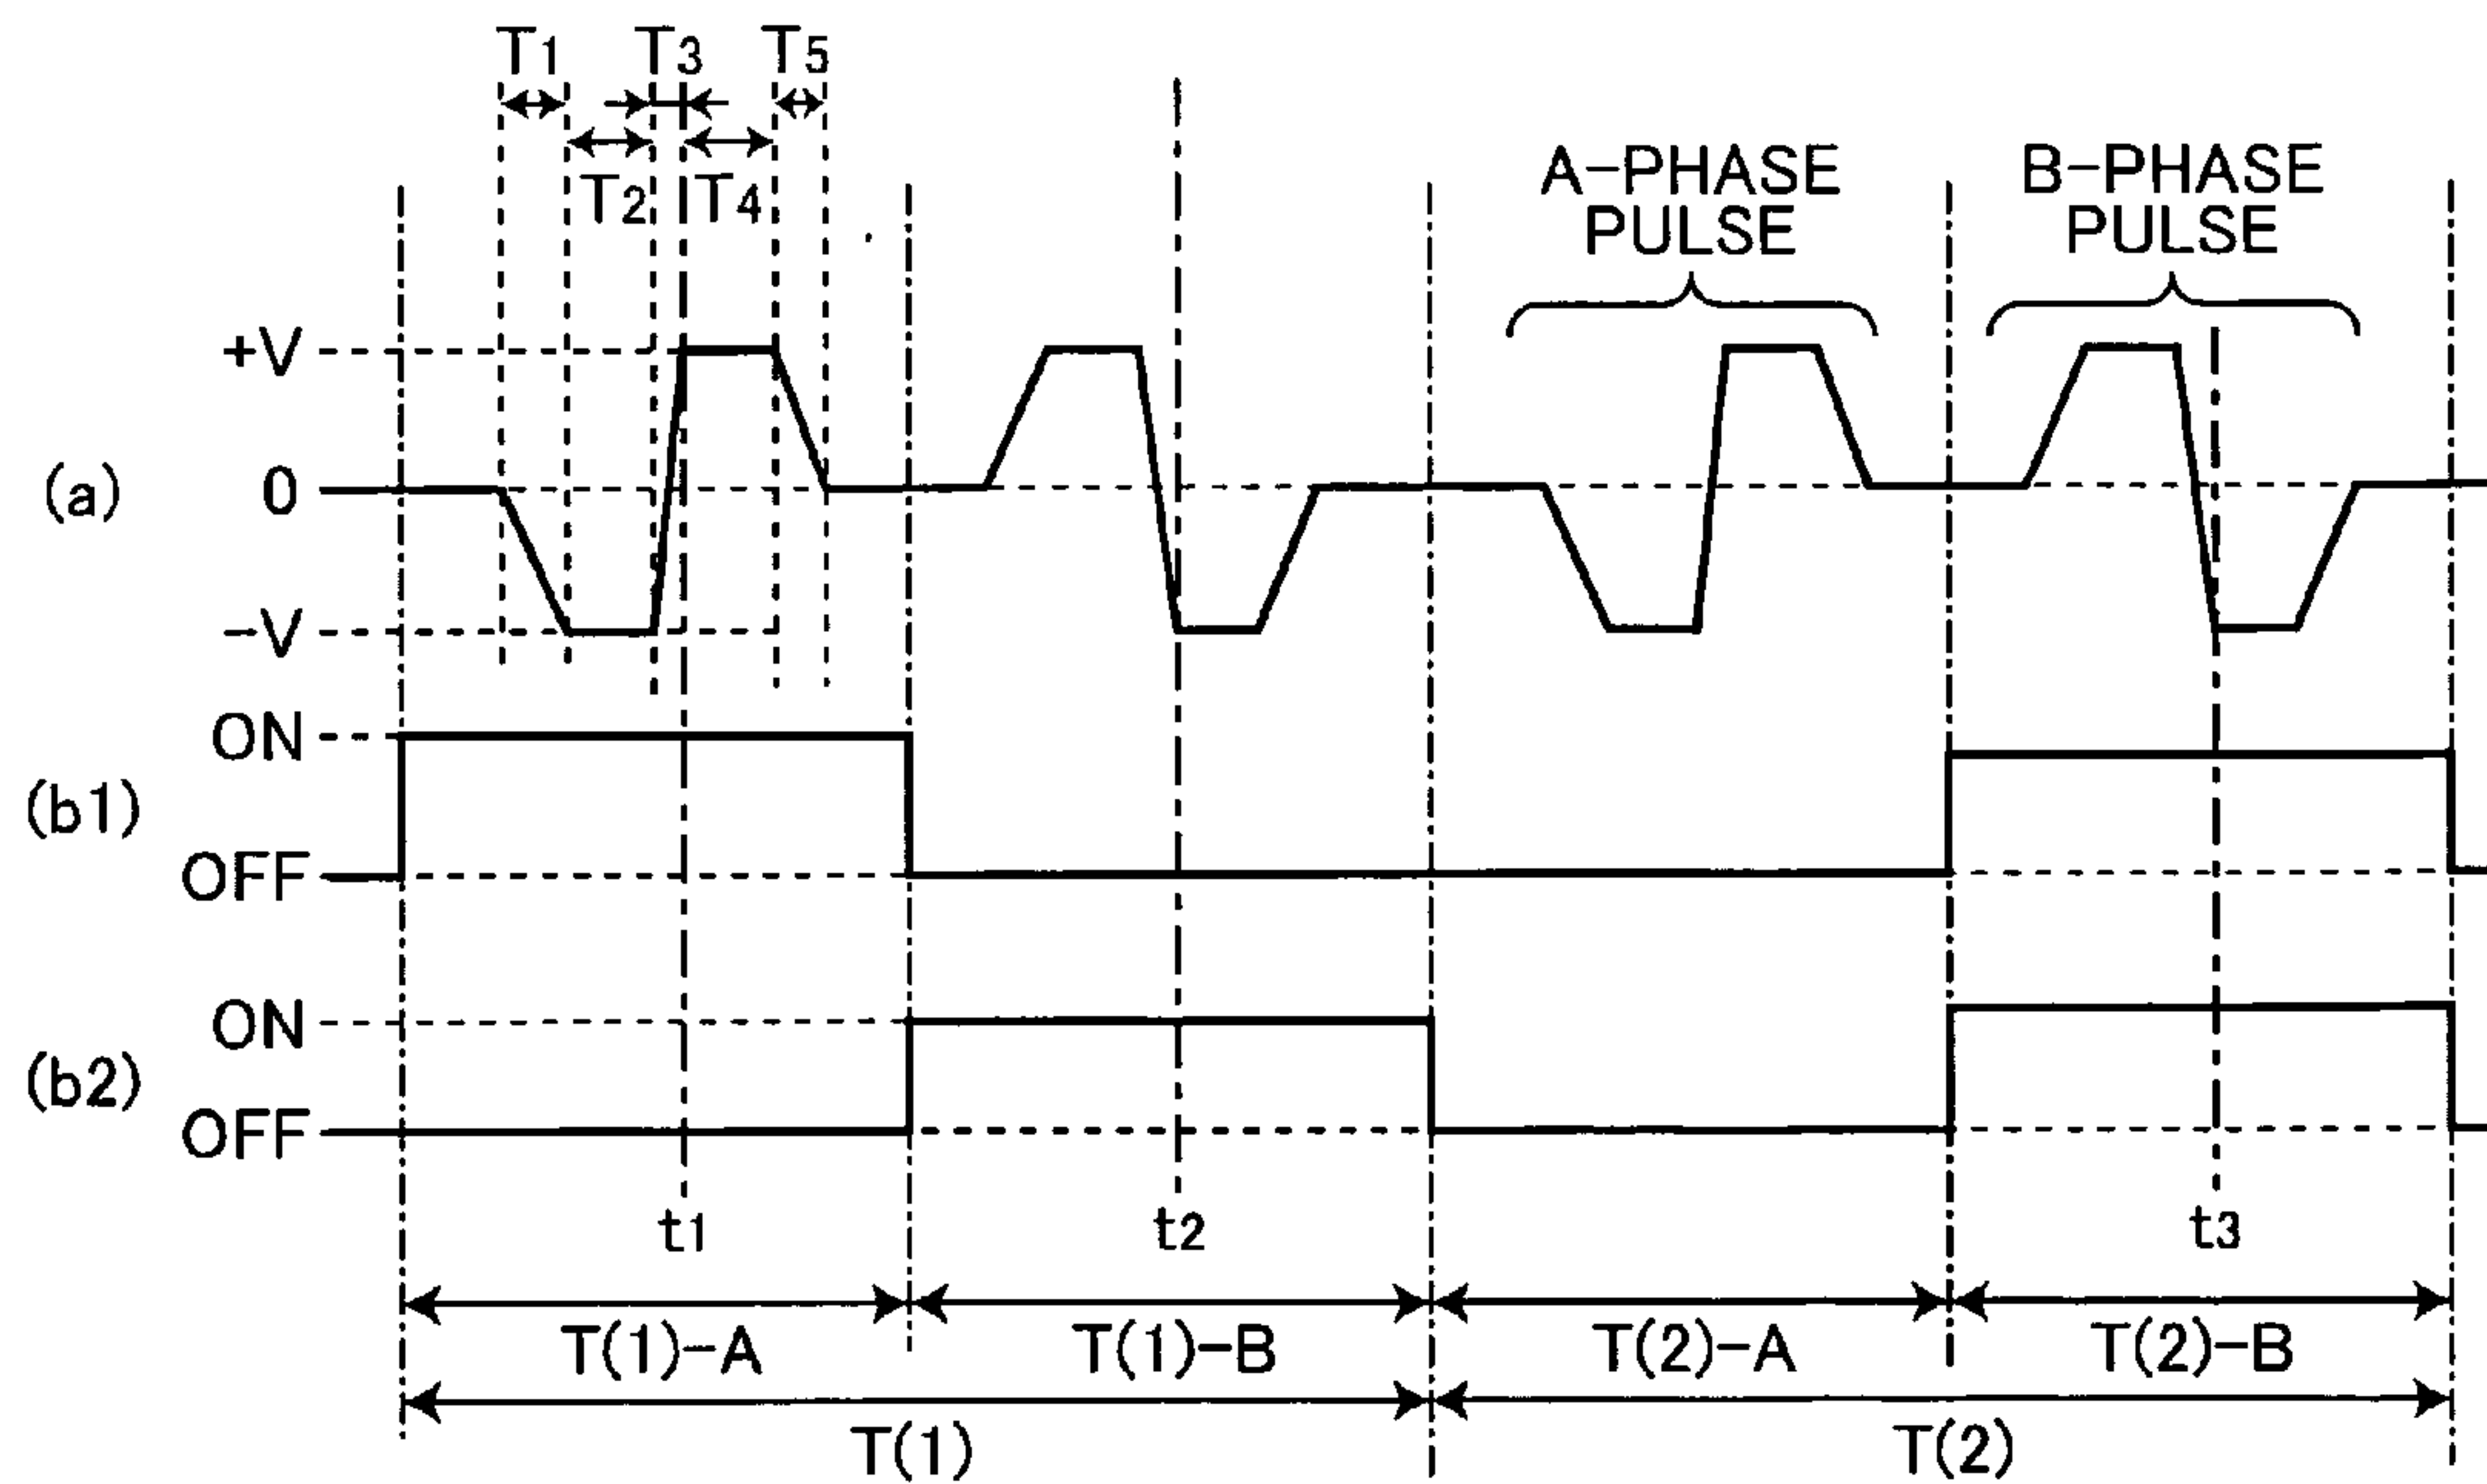 T1 T3 T5
T2 T4
A-PHASE
PULSE
B-PHASE
PULSE
+V
(a) 0
-V
ON
(b1)
OFF
ON
(b2)
OFF
t1 t2 t3
T(1)-A T(1)-B T(2)-A T(2)-B
T(1) T(2)